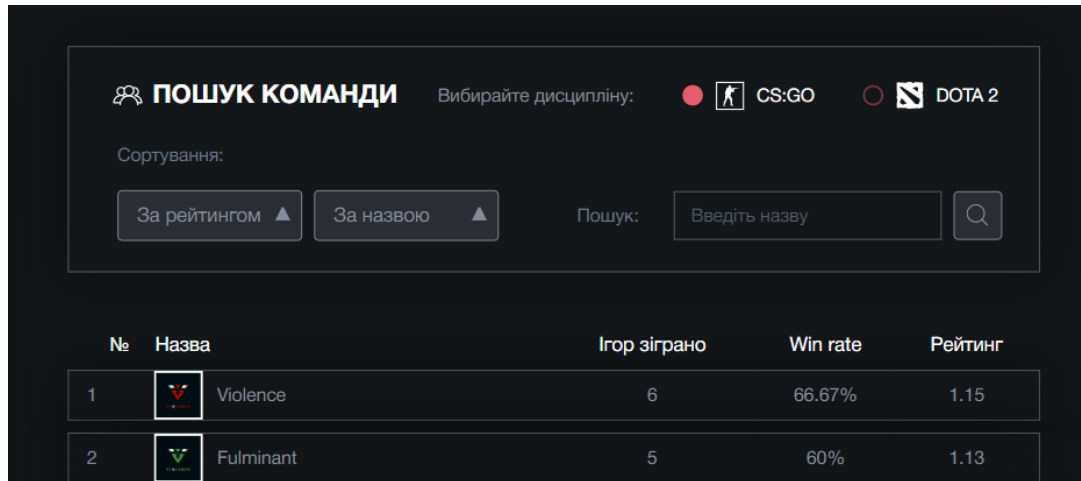 ПОШУК КОМАНДИ Вибирайте дисципліну: CS:GO DOTA 2
Сортування:
За рейтингом За назвою Пошук: Введіть назву
№ Назва Ігор зіграно Win rate Рейтинг
1 Violence 6 66.67% 1.15
2 Fulminant 5 60% 1.13